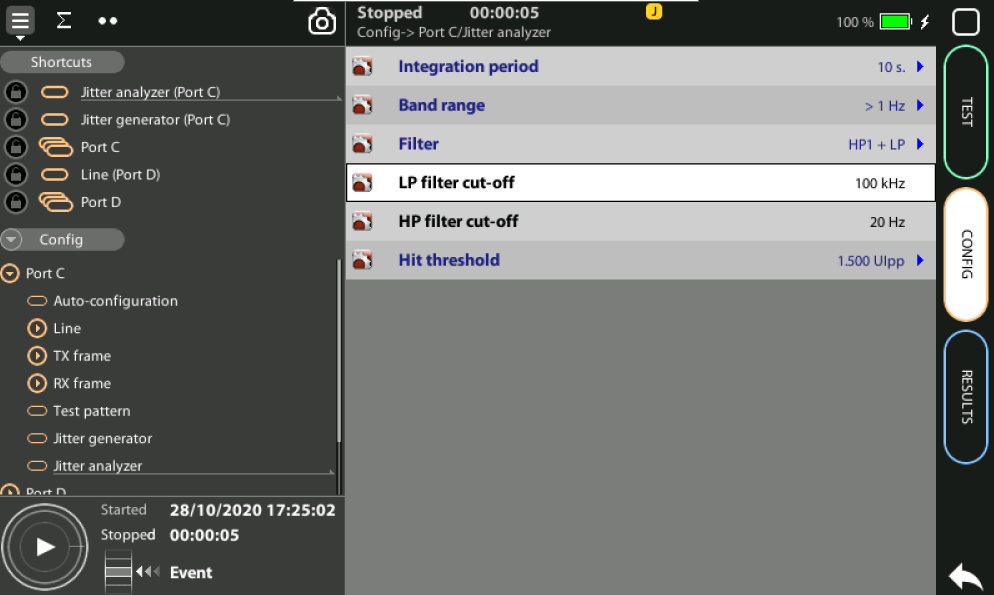 Σ
Stopped 00:00:05
J
100 %
Config-> Port C/Jitter analyzer
Shortcuts
Jitter analyzer (Port C)
Jitter generator (Port C)
Port C
Line (Port D)
Port D
Config
Port C
Auto-configuration
Line
TX frame
RX frame
Test pattern
Jitter generator
Jitter analyzer
Port D
Started 28/10/2020 17:25:02
Stopped 00:00:05
Event
Integration period 10 s.
Band range > 1 Hz
Filter HP1 + LP
LP filter cut-off 100 kHz
HP filter cut-off 20 Hz
Hit threshold 1.500 UIpp
TEST
CONFIG
RESULTS